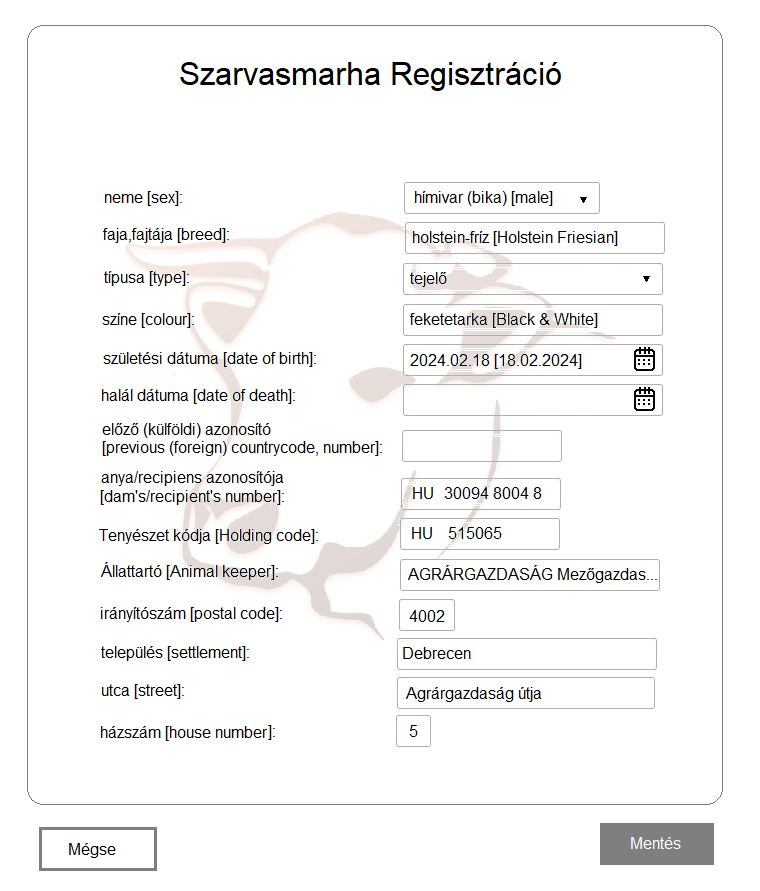 Szarvasmarha Regisztráció
neme [sex]: hímivar (bika) [male]
faja,fajtája [breed]: holstein-fríz [Holstein Friesian]
típusa [type]: tejelő
színe [colour]: feketetarka [Black & White]
születési dátuma [date of birth]: 2024.02.18 [18.02.2024]
halál dátuma [date of death]:
előző (külföldi) azonosító
[previous (foreign) countrycode, number]:
anya/recipiens azonosítója
[dam's/recipient's number]: HU 30094 8004 8
Tenyészet kódja [Holding code]: HU 515065
Állattartó [Animal keeper]: AGRÁRGAZDASÁG Mezőgazdas...
irányítószám [postal code]: 4002
település [settlement]: Debrecen
utca [street]: Agrárgazdaság útja
házszám [house number]: 5
Mégse Mentés